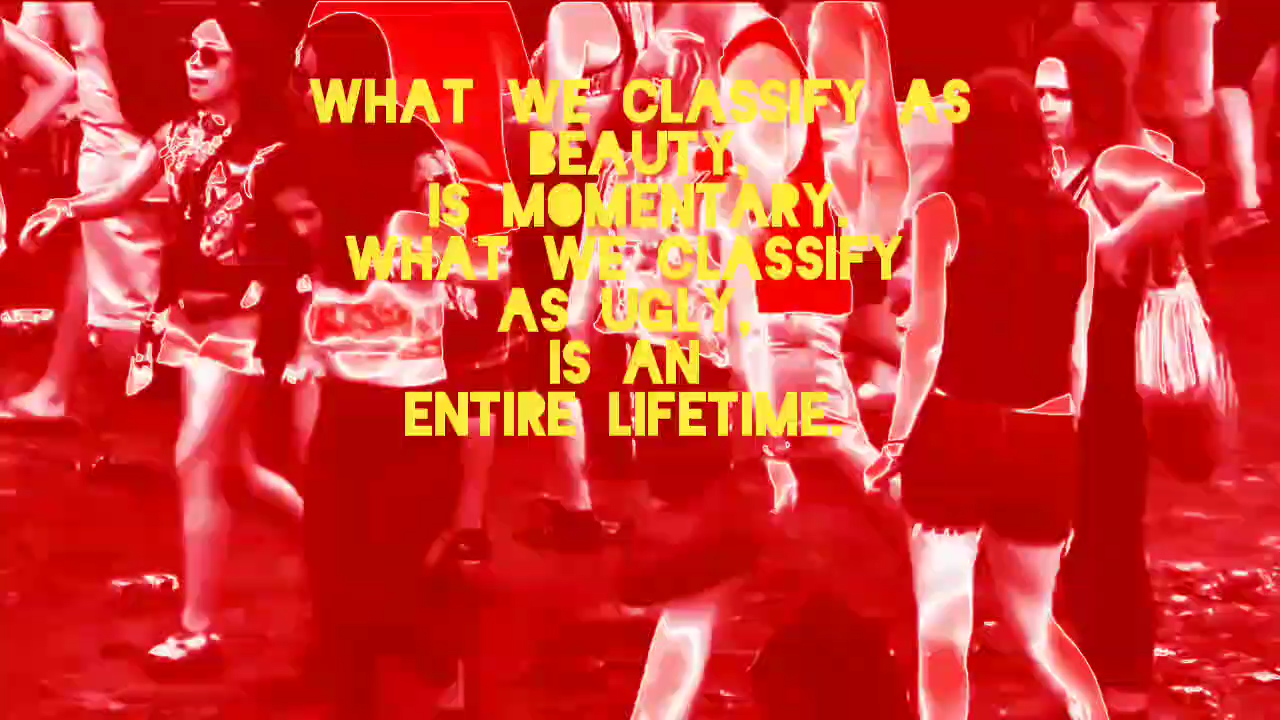 WHAT WE CLASSIFY AS
BEAUTY,
IS MOMENTARY.
WHAT WE CLASSIFY
AS UGLY,
IS AN
ENTIRE LIFETIME.